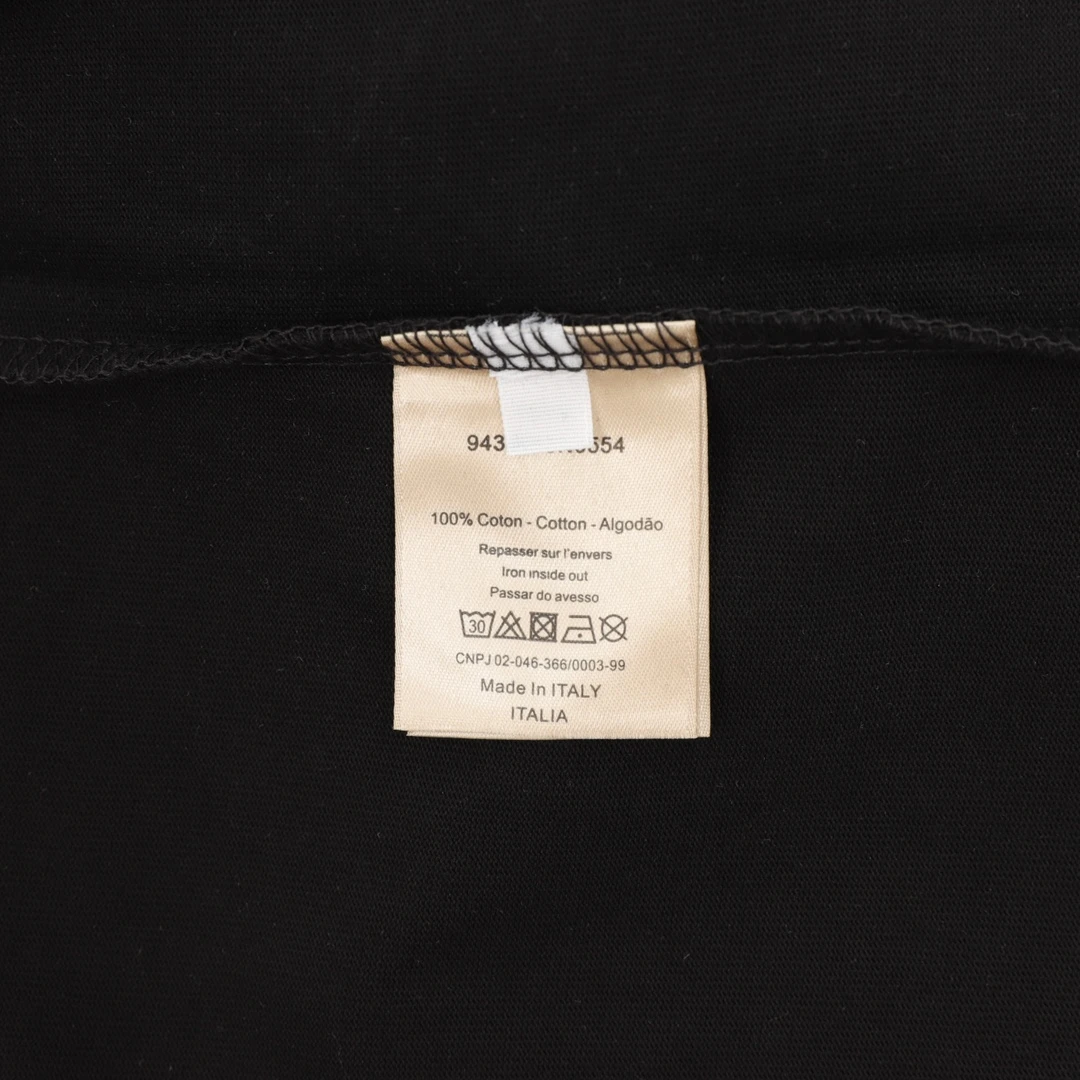 100% Coton - Cotton - Algodão
Repasser sur l'envers
Iron inside out
Passar do avesso
30
CNPJ 02-046-366/0003-99
Made In ITALY
ITALIA